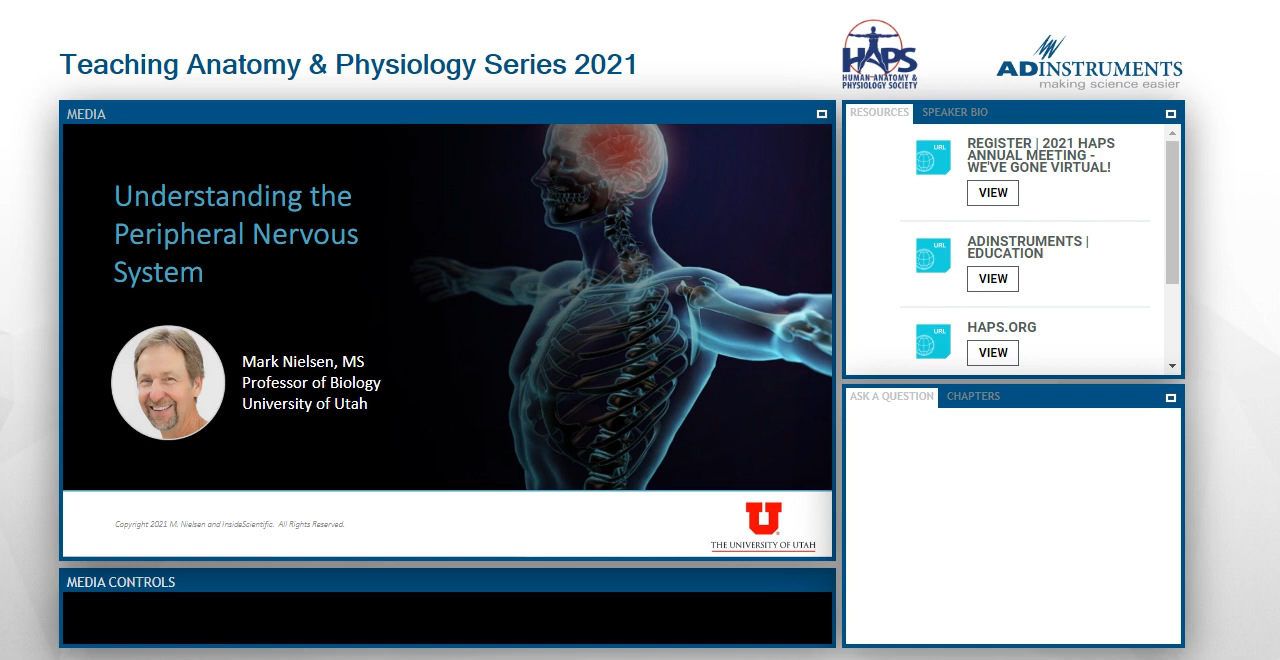 Teaching Anatomy & Physiology Series 2021
HAPS
HUMAN ANATOMY &
PHYSIOLOGY SOCIETY
ADINSTRUMENTS
making science easier
MEDIA
Understanding the
Peripheral Nervous
System
Mark Nielsen, MS
Professor of Biology
University of Utah
Copyright 2021 M. Nielsen and InsideScientific. All Rights Reserved.
U
THE UNIVERSITY OF UTAH
MEDIA CONTROLS
RESOURCES SPEAKER BIO
URL
REGISTER | 2021 HAPS
ANNUAL MEETING -
WE'VE GONE VIRTUAL!
VIEW
URL
ADINSTRUMENTS |
EDUCATION
VIEW
URL
HAPS.ORG
VIEW
ASK A QUESTION CHAPTERS